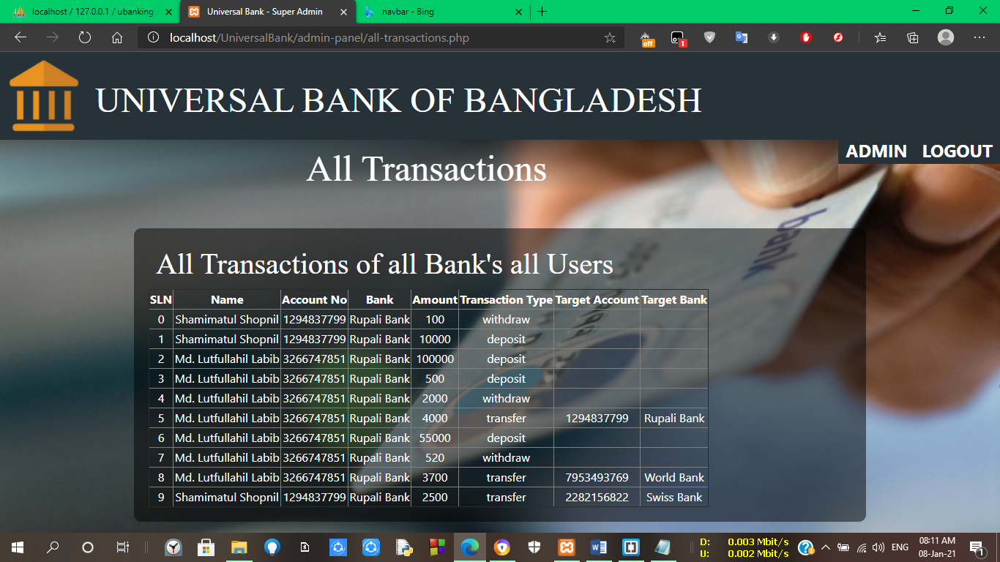 localhost / 127.0.0.1 / ubanking
Universal Bank - Super Admin
navbar - Bing
localhost/UniversalBank/admin-panel/all-transactions.php
off
1
UNIVERSAL BANK OF BANGLADESH
ADMIN LOGOUT
All Transactions
bank
All Transactions of all Bank's all Users
SLN Name Account No Bank Amount Transaction Type Target Account Target Bank
0 Shamimatul Shopnil 1294837799 Rupali Bank 100 withdraw
1 Shamimatul Shopnil 1294837799 Rupali Bank 10000 deposit
2 Md. Lutfullahil Labib 3266747851 Rupali Bank 100000 deposit
3 Md. Lutfullahil Labib 3266747851 Rupali Bank 500 deposit
4 Md. Lutfullahil Labib 3266747851 Rupali Bank 2000 withdraw
5 Md. Lutfullahil Labib 3266747851 Rupali Bank 4000 transfer 1294837799 Rupali Bank
6 Md. Lutfullahil Labib 3266747851 Rupali Bank 55000 deposit
7 Md. Lutfullahil Labib 3266747851 Rupali Bank 520 withdraw
8 Md. Lutfullahil Labib 3266747851 Rupali Bank 3700 transfer 7953493769 World Bank
9 Shamimatul Shopnil 1294837799 Rupali Bank 2500 transfer 2282156822 Swiss Bank
D: 0.003 Mbit/s
U: 0.002 Mbit/s
ENG
08:11 AM
08-Jan-21
1